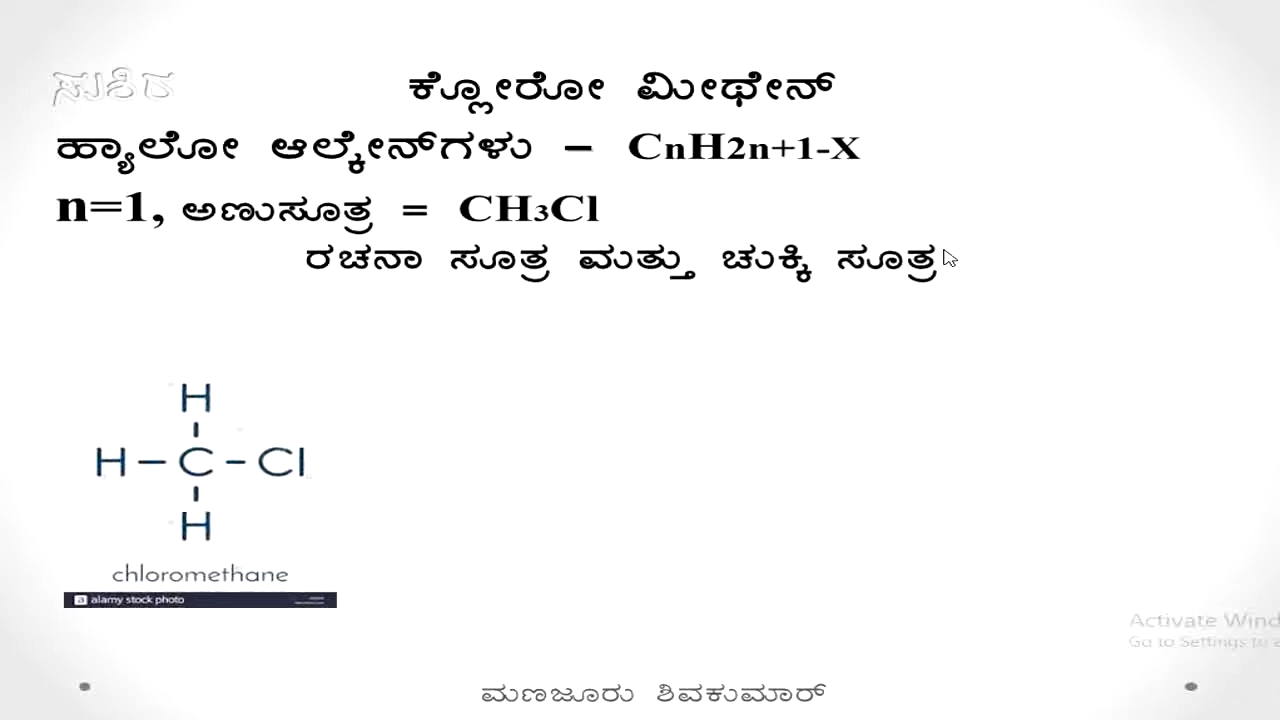 ಸುಶಿರ
ಕ್ಲೋರೋ ಮೀಥೇನ್
ಹ್ಯಾಲೋ ಆಲ್ಕೇನ್‌ಗಳು – CnH2n+1-X
n=1, ಅಣುಸೂತ್ರ = CH₃Cl
ರಚನಾ ಸೂತ್ರ ಮತ್ತು ಚುಕ್ಕಿ ಸೂತ್ರ
H
H – C – Cl
H
chloromethane
a alamy stock photo
Activate Wind
Go to Settings to a
ಮಣಜೂರು ಶಿವಕುಮಾರ್